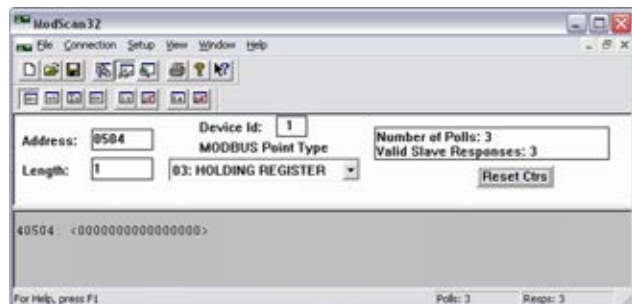 ModScan32
File Connection Setup View Window Help
Address: 0504
Device Id: 1
MODBUS Point Type
Number of Polls: 3
Valid Slave Responses: 3
Length: 1
03: HOLDING REGISTER
Reset Ctrs
40504: <0000000000000000>
For Help, press F1
Polls: 3
Resps: 3